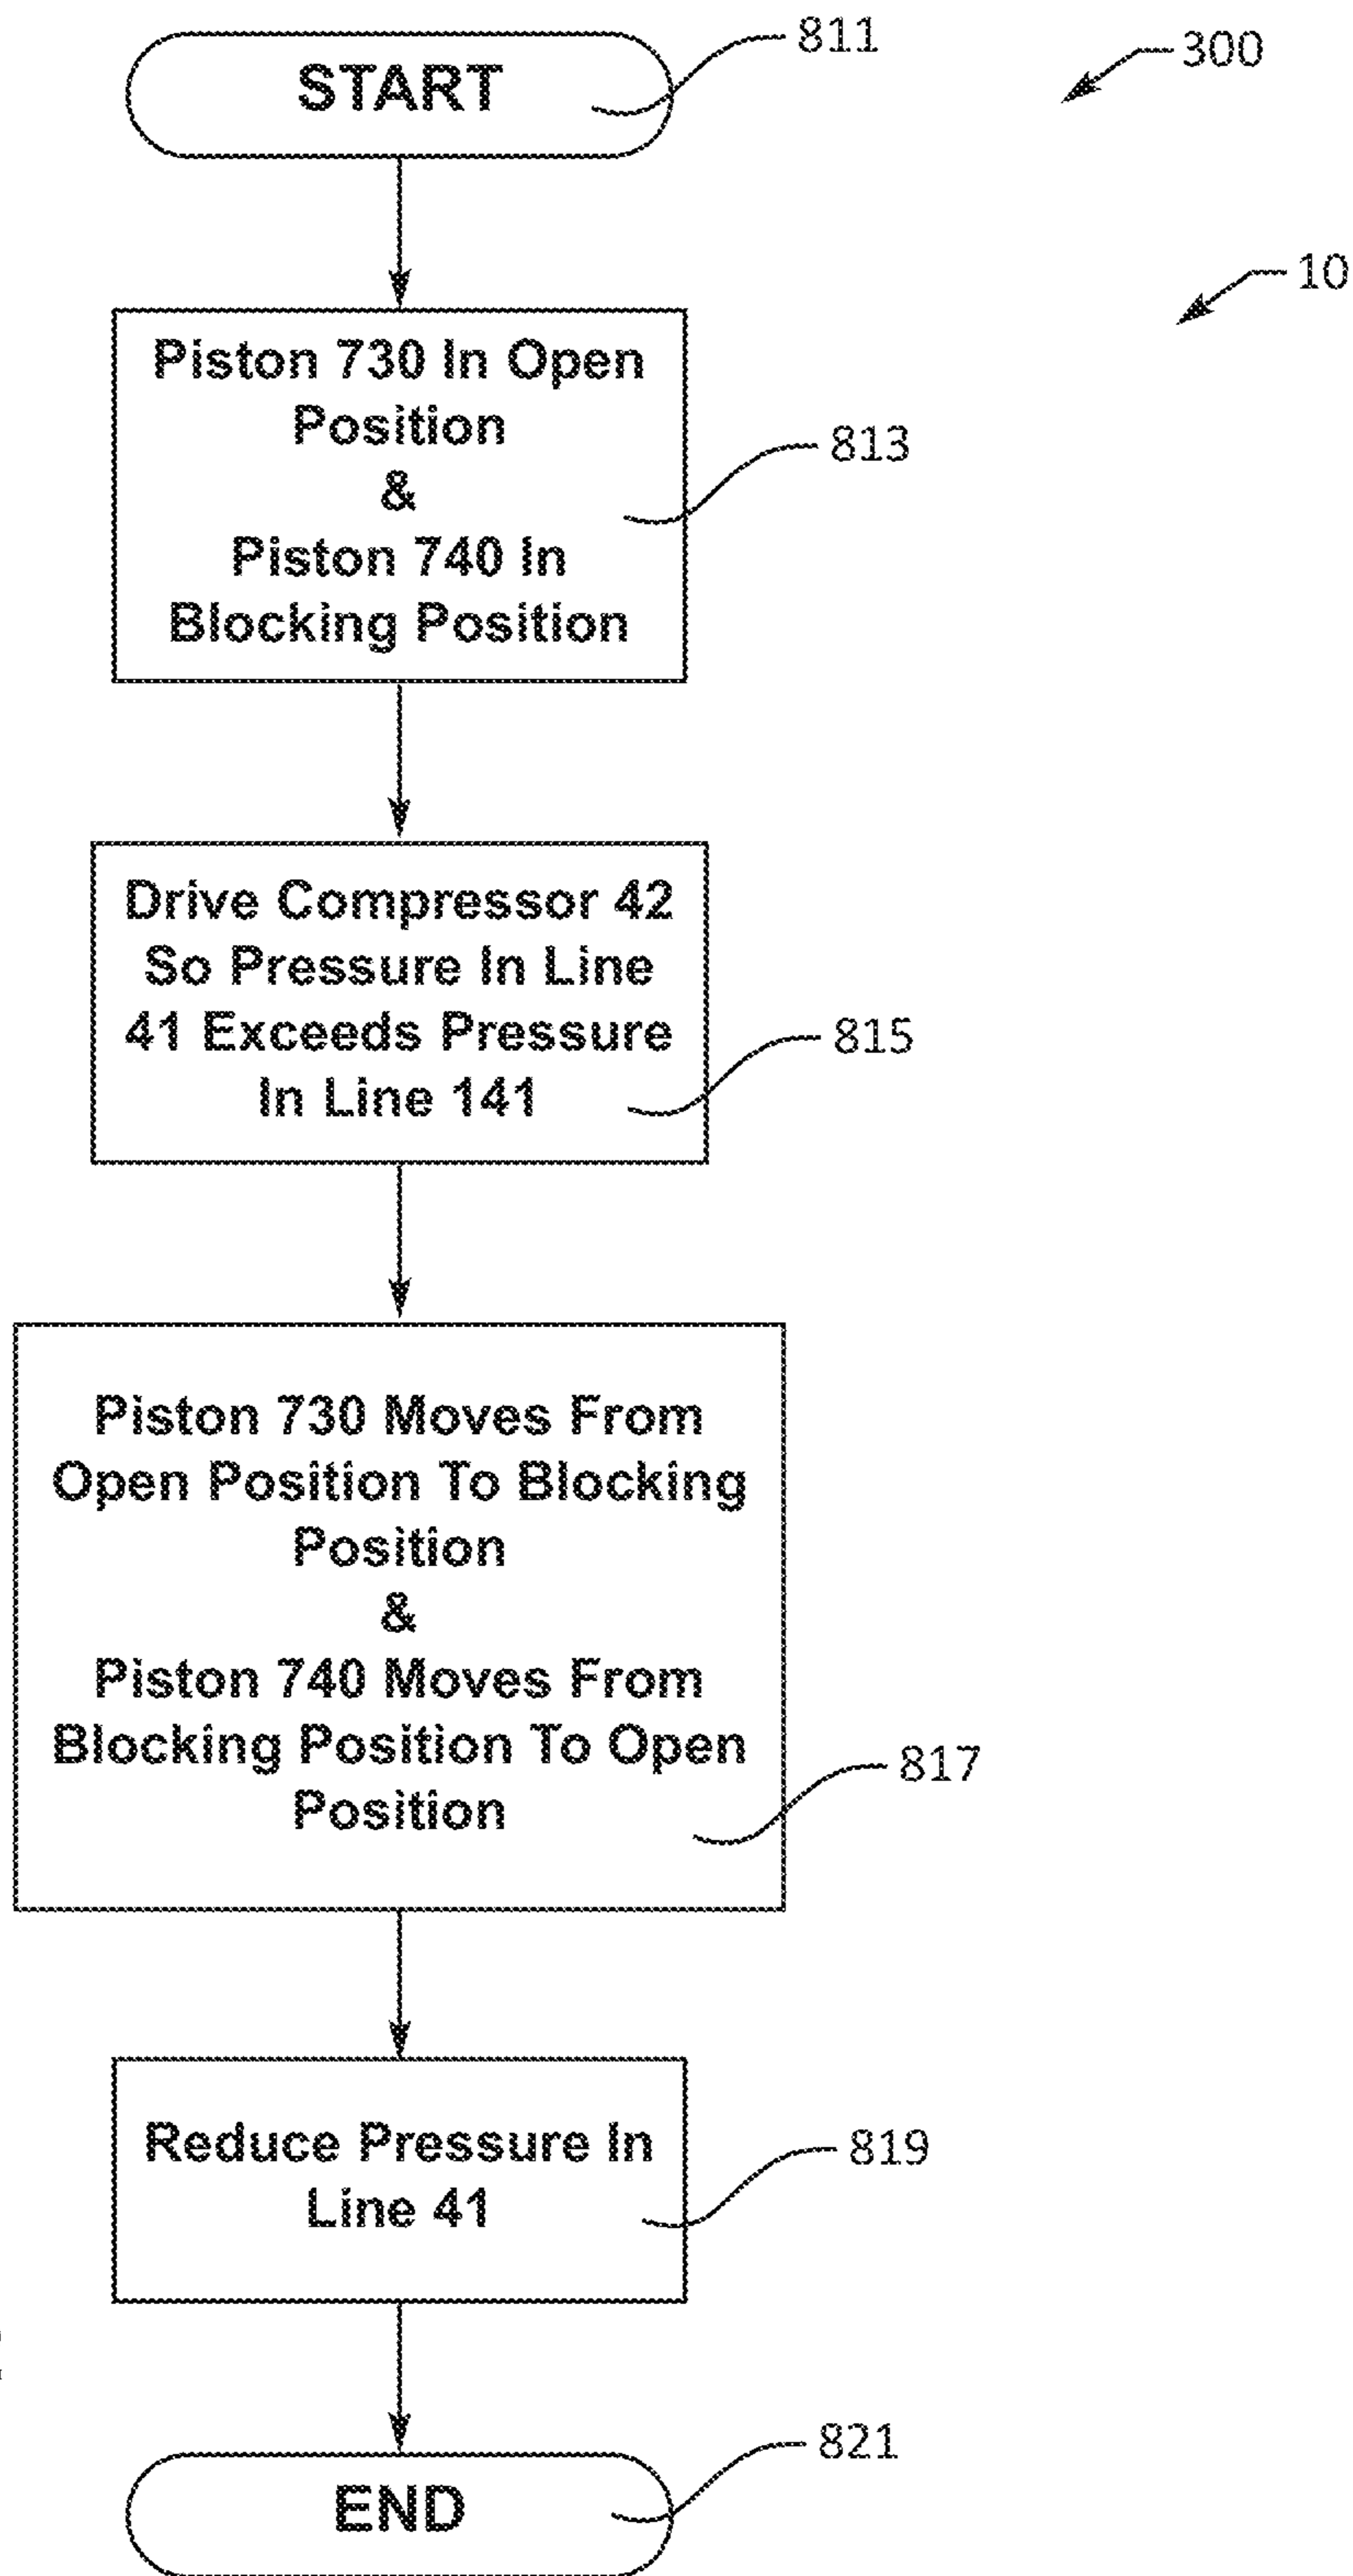 START
811
300
10
Piston 730 In Open
Position
&
Piston 740 In
Blocking Position
813
Drive Compressor 42
So Pressure In Line
41 Exceeds Pressure
In Line 141
815
Piston 730 Moves From
Open Position To Blocking
Position
&
Piston 740 Moves From
Blocking Position To Open
Position
817
Reduce Pressure In
Line 41
819
END
821